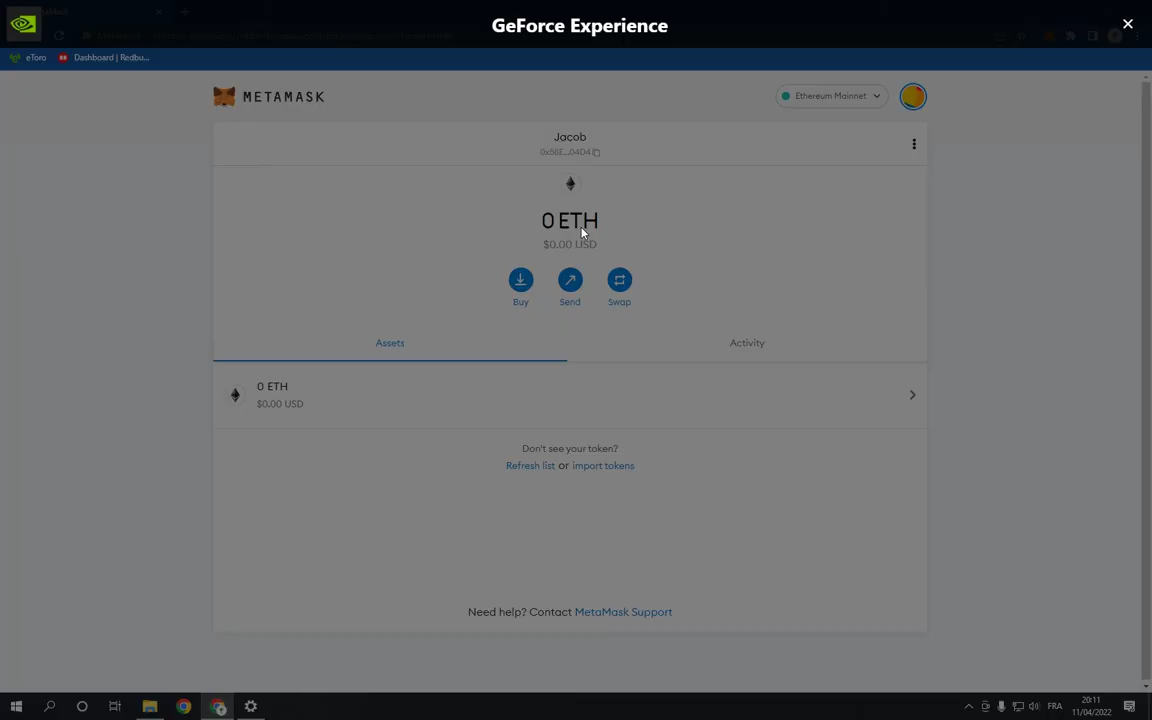 GeForce Experience
eToro
Dashboard | Redbu...
METAMASK
Ethereum Mainnet
Jacob
0x58E...04D4
0 ETH
$0.00 USD
Buy
Send
Swap
Assets
Activity
0 ETH
$0.00 USD
Don't see your token?
Refresh list or import tokens
Need help? Contact MetaMask Support
20:11
FRA
11/04/2022